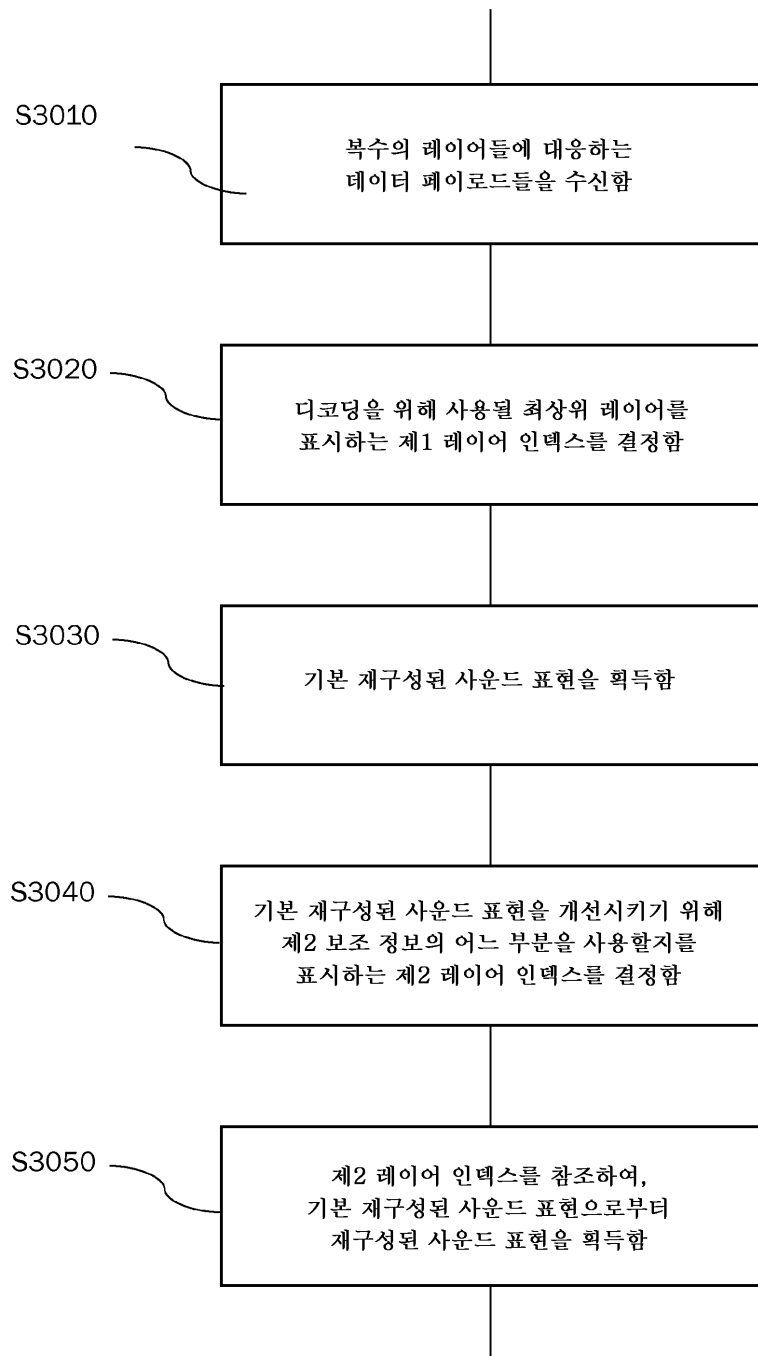 S3010
복수의 레이어들에 대응하는
데이터 페이로드들을 수신함
S3020
디코딩을 위해 사용될 최상위 레이어를
표시하는 제1 레이어 인덱스를 결정함
S3030
기본 재구성된 사운드 표현을 획득함
S3040
기본 재구성된 사운드 표현을 개선시키기 위해
제2 보조 정보의 어느 부분을 사용할지를
표시하는 제2 레이어 인덱스를 결정함
S3050
제2 레이어 인덱스를 참조하여,
기본 재구성된 사운드 표현으로부터
재구성된 사운드 표현을 획득함